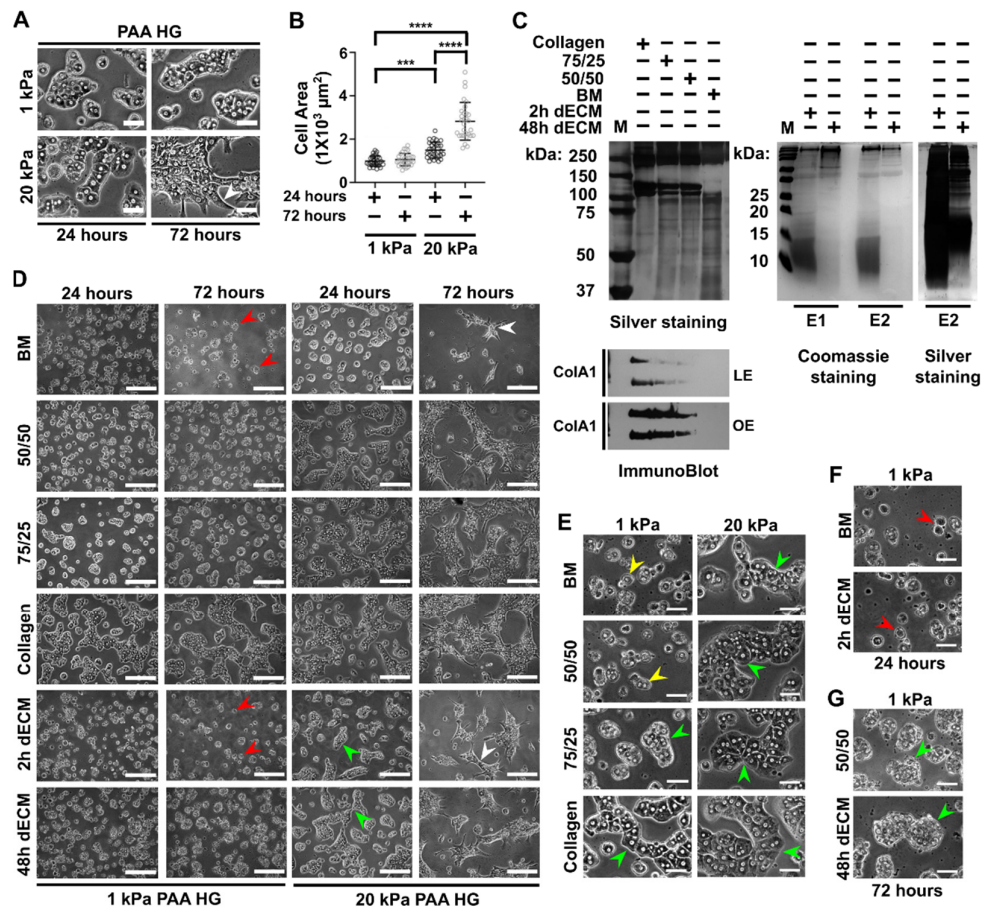 A
PAA HG
1 kPa
20 kPa
24 hours 72 hours
B
Cell Area
(1X10³ µm²)
6
4
2
0
****
****
***
24 hours + − + −
72 hours − + − +
1 kPa 20 kPa
C
Collagen + − − −
75/25 − + − −
50/50 − − + −
BM − − − +
2h dECM − − − −
48h dECM − − − −
M
kDa:
250
150
100
75
50
37
Silver staining
ColA1 LE
ColA1 OE
ImmunoBlot
− − − − − −
− − − − − −
− − − − − −
− − − − − −
+ − + − + −
M − + − + − +
kDa:
25
20
15
10
E1 E2 E2
Coomassie
staining
Silver
staining
D
24 hours 72 hours 24 hours 72 hours
BM
50/50
75/25
Collagen
2h dECM
48h dECM
1 kPa PAA HG 20 kPa PAA HG
E
1 kPa 20 kPa
BM
50/50
75/25
Collagen
F
1 kPa
BM
2h dECM
24 hours
G
1 kPa
50/50
48h dECM
72 hours